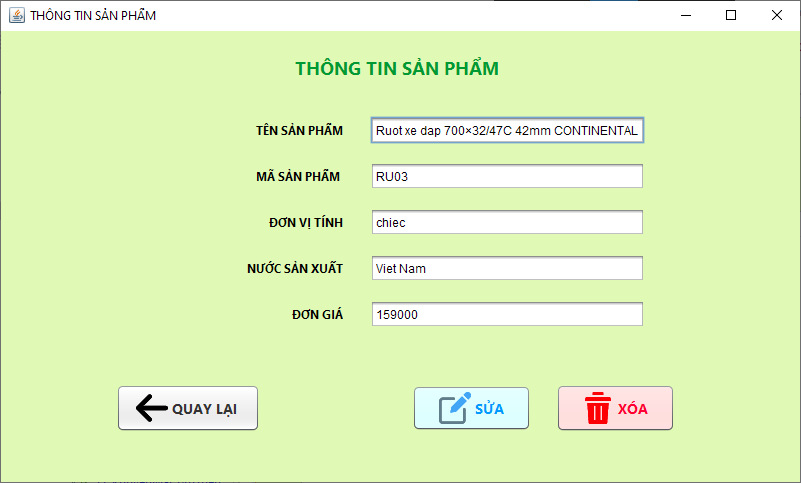 THÔNG TIN SẢN PHẨM
THÔNG TIN SẢN PHẨM
TÊN SẢN PHẨM Ruot xe dap 700×32/47C 42mm CONTINENTAL
MÃ SẢN PHẨM RU03
ĐƠN VỊ TÍNH chiec
NƯỚC SẢN XUẤT Viet Nam
ĐƠN GIÁ 159000
QUAY LẠI SỬA XÓA